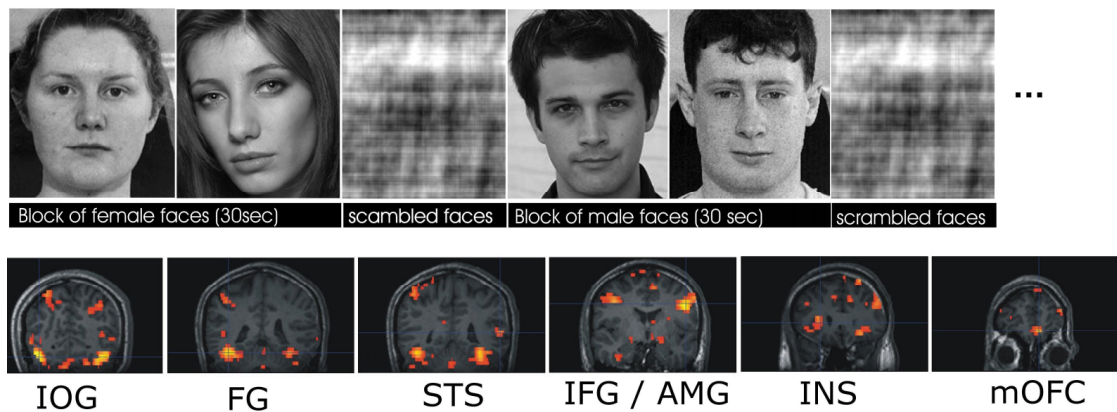 ...
Block of female faces (30sec)
scambled faces
Block of male faces (30 sec)
scrambled faces
IOG
FG
STS
IFG / AMG
INS
mOFC